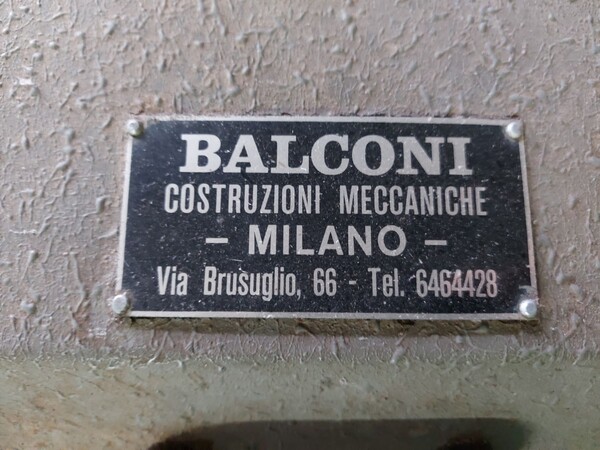 BALCONI
COSTRUZIONI MECCANICHE
- MILANO -
Via Brusuglio, 66 - Tel. 6464428